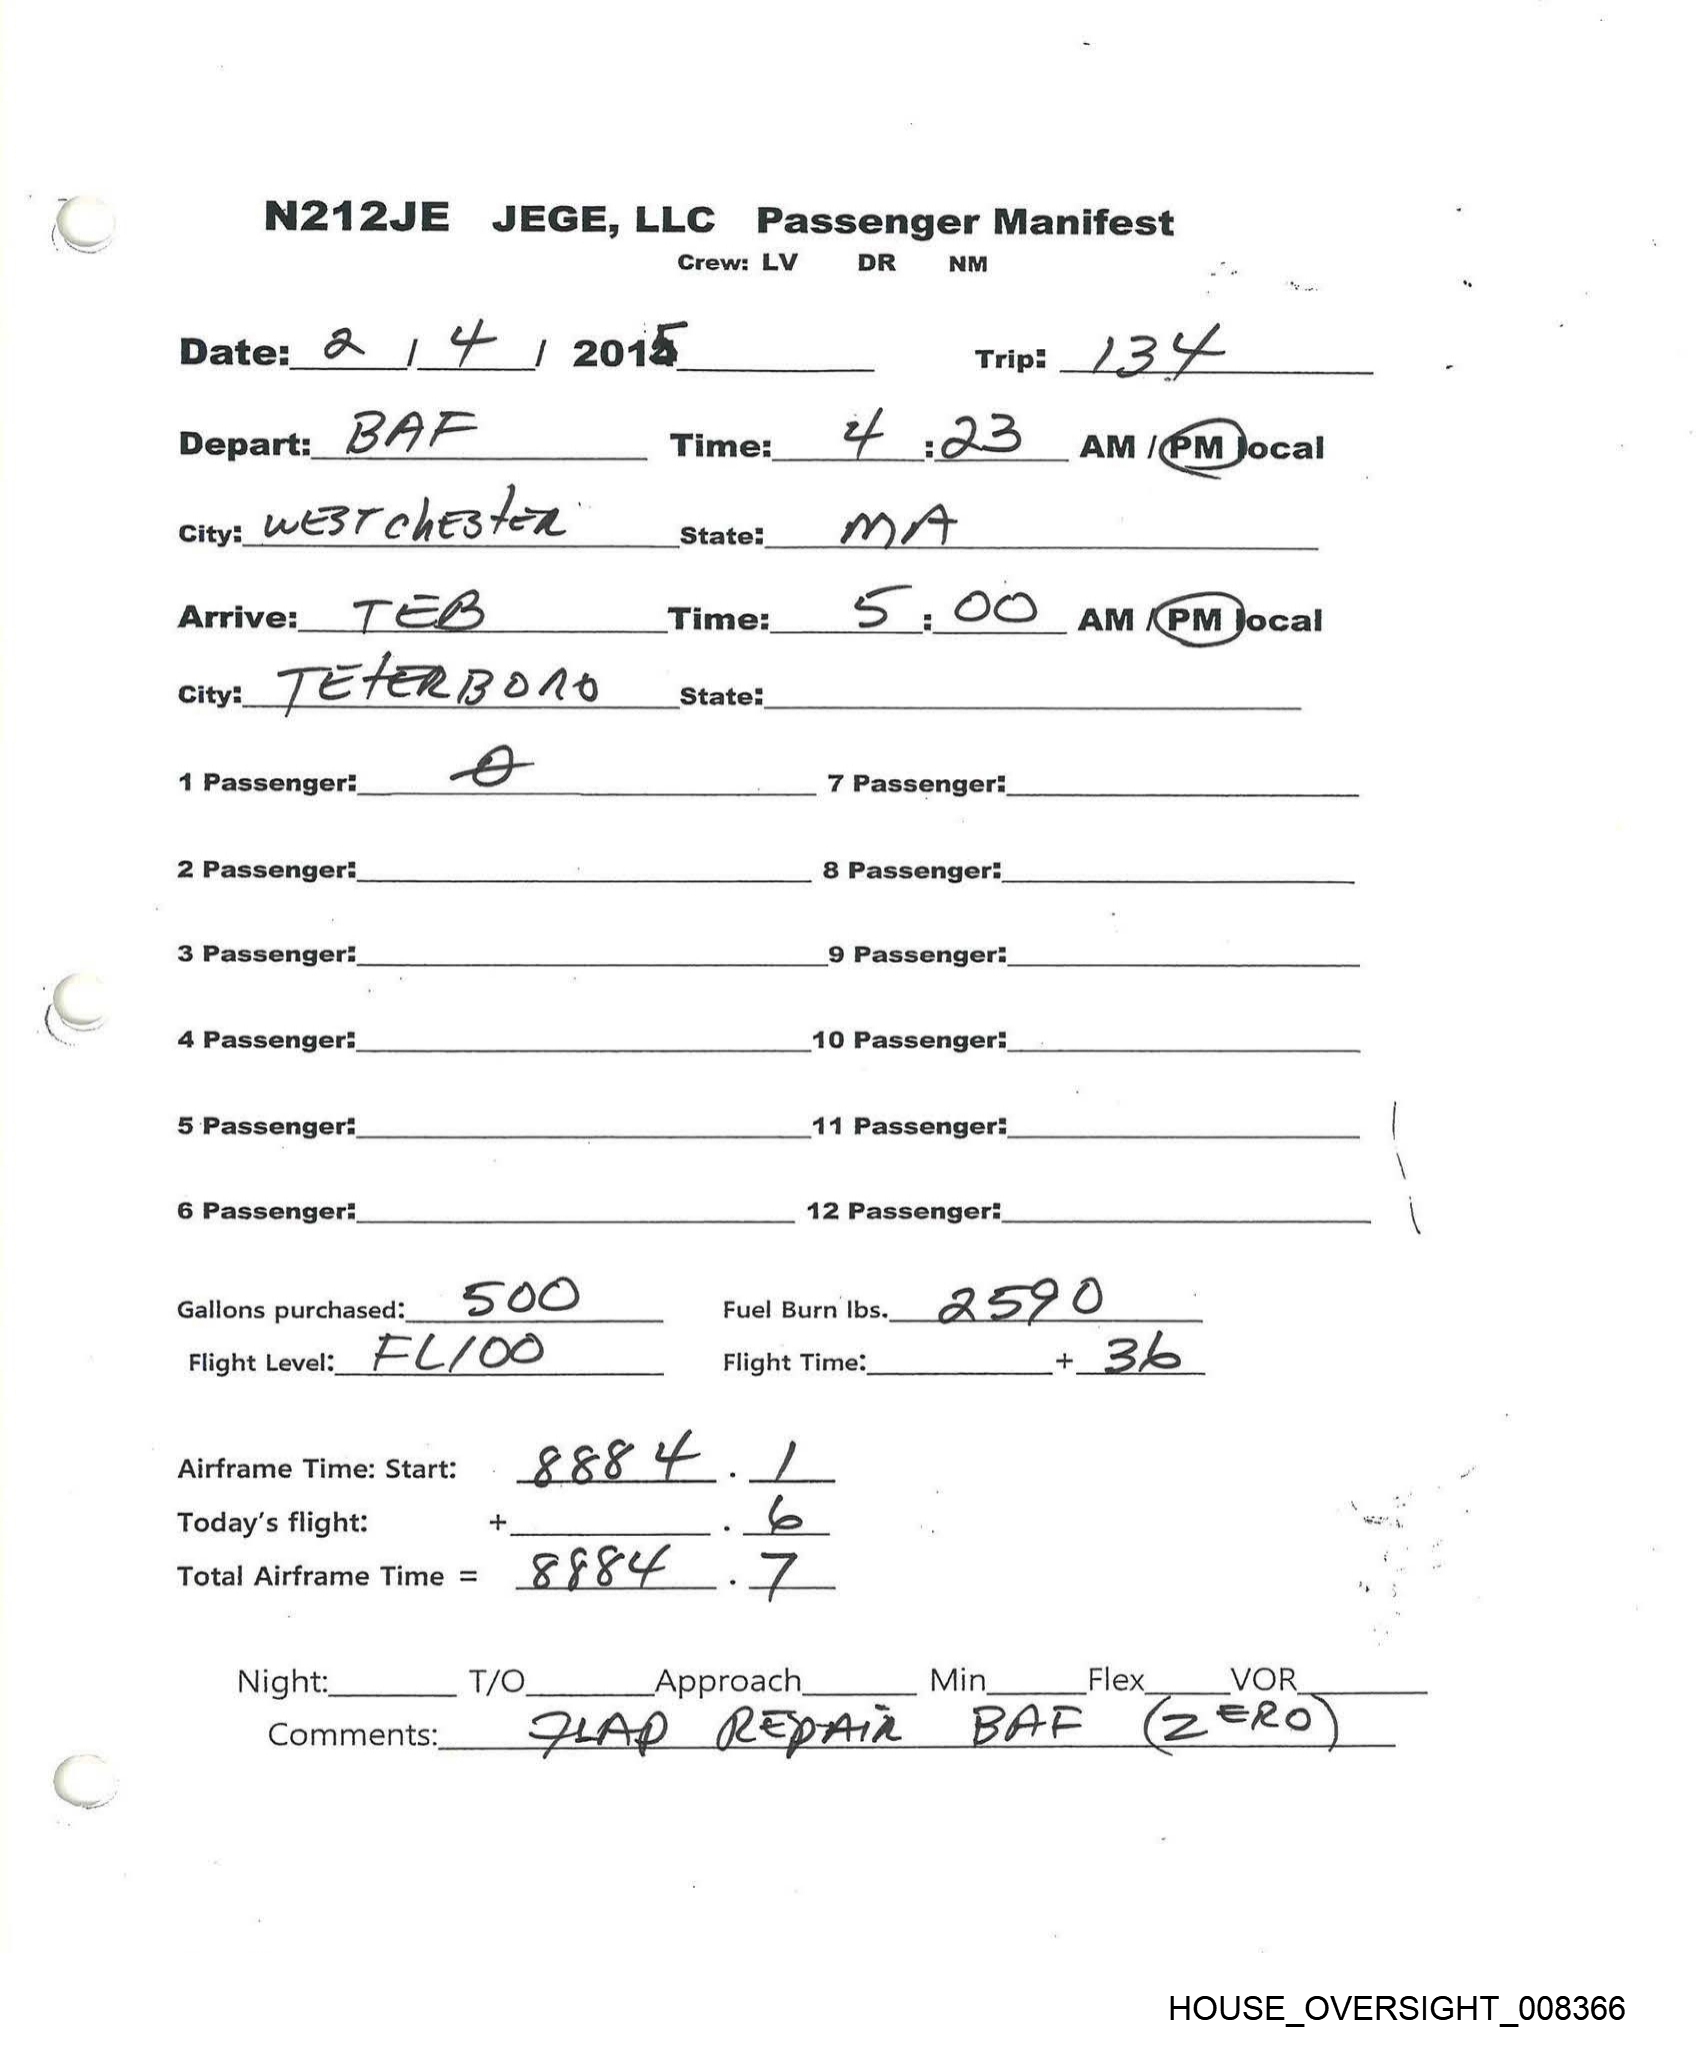 N212JE JEGE, LLC Passenger Manifest
Crew: LV DR NM
Date: 2 / 4 / 2015 Trip: 134
Depart: BAF Time: 4 : 23 AM / PM local
City: WESTCHESTER State: MA
Arrive: TEB Time: 5 : 00 AM / PM local
City: TETERBORO State:
1 Passenger: 0 7 Passenger:
2 Passenger: 8 Passenger:
3 Passenger: 9 Passenger:
4 Passenger: 10 Passenger:
5 Passenger: 11 Passenger:
6 Passenger: 12 Passenger:
Gallons purchased: 500 Fuel Burn lbs. 2590
Flight Level: FL100 Flight Time: + 36
Airframe Time: Start: 8884 . 1
Today's flight: + . 6
Total Airframe Time = 8884 . 7
Night: T/O Approach Min Flex VOR
Comments: FLAP REPAIR BAF (ZERO)
HOUSE_OVERSIGHT_008366